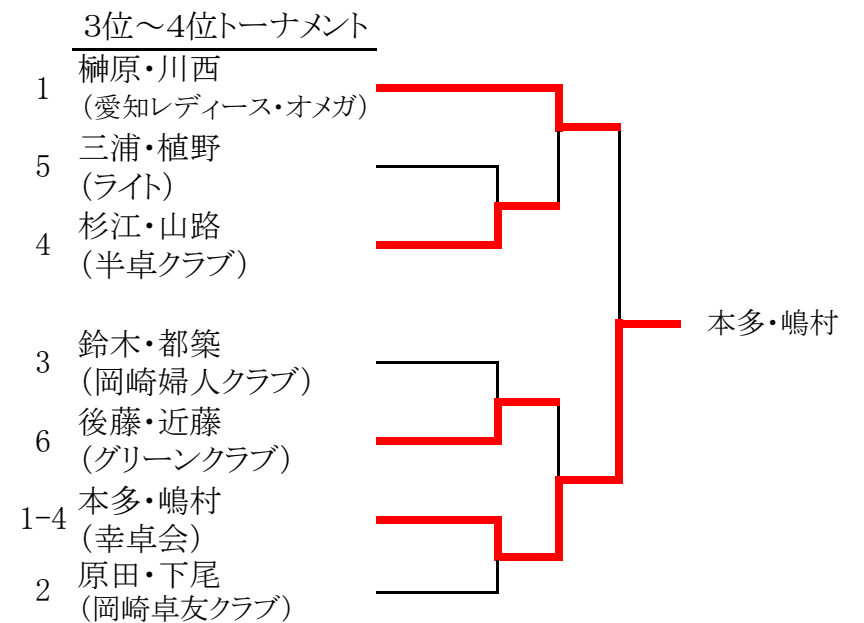 ３位～４位トーナメント
1
榊原・川西
（愛知レディース・オメガ）
5
三浦・植野
（ライト）
4
杉江・山路
（半卓クラブ）
3
鈴木・都築
（岡崎婦人クラブ）
6
後藤・近藤
（グリーンクラブ）
1-4
本多・嶋村
（幸卓会）
2
原田・下尾
（岡崎卓友クラブ）
本多・嶋村